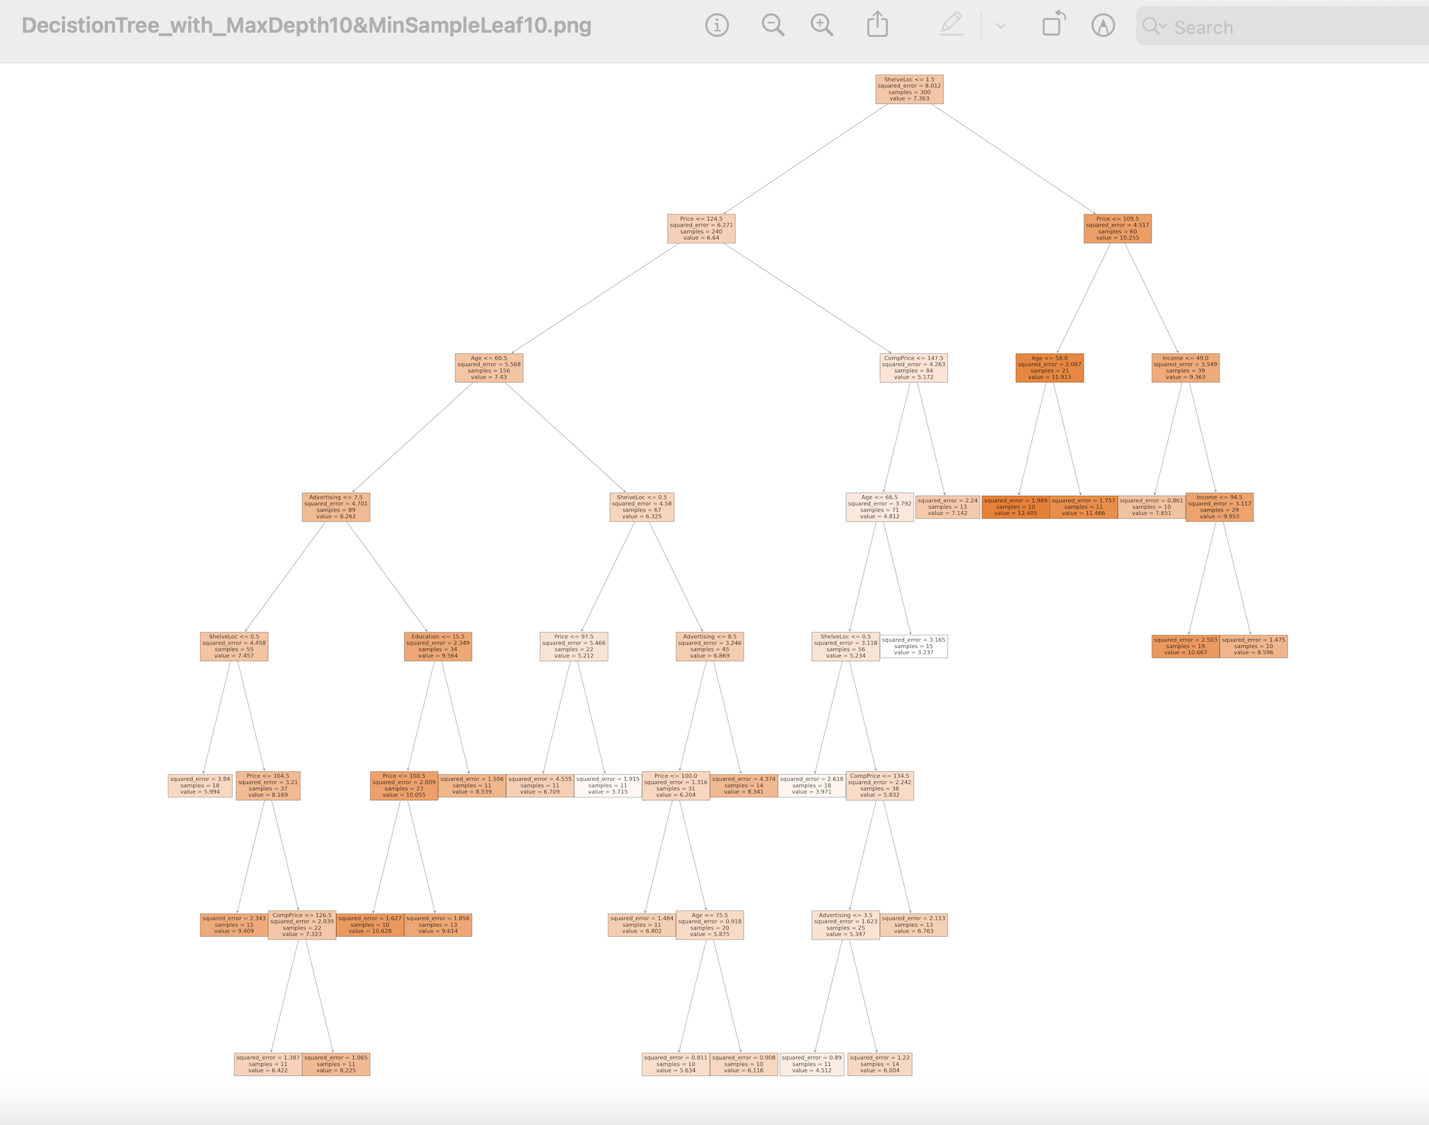 DecistionTree_with_MaxDepth10&MinSampleLeaf10.png
Search
ShelveLoc <= 1.5
squared_error = 8.012
samples = 300
value = 7.363
Price <= 124.5
squared_error = 6.271
samples = 240
value = 6.64
Price <= 109.5
squared_error = 4.517
samples = 60
value = 10.255
Age <= 60.5
squared_error = 5.568
samples = 156
value = 7.43
CompPrice <= 147.5
squared_error = 4.263
samples = 84
value = 5.172
Age <= 58.0
squared_error = 2.087
samples = 21
value = 11.913
Income <= 49.0
squared_error = 3.549
samples = 39
value = 9.363
Advertising <= 7.5
squared_error = 4.701
samples = 89
value = 8.262
ShelveLoc <= 0.5
squared_error = 4.58
samples = 67
value = 6.325
Age <= 66.5
squared_error = 3.792
samples = 71
value = 4.812
squared_error = 2.24
samples = 13
value = 7.142
squared_error = 1.989
samples = 10
value = 12.405
squared_error = 1.757
samples = 11
value = 11.466
squared_error = 0.861
samples = 10
value = 7.651
Income <= 94.5
squared_error = 3.117
samples = 29
value = 9.953
ShelveLoc <= 0.5
squared_error = 4.458
samples = 55
value = 7.457
Education <= 15.5
squared_error = 2.349
samples = 34
value = 9.564
Price <= 97.5
squared_error = 5.466
samples = 22
value = 5.212
Advertising <= 8.5
squared_error = 3.246
samples = 45
value = 6.869
ShelveLoc <= 0.5
squared_error = 3.118
samples = 56
value = 5.234
squared_error = 3.165
samples = 15
value = 3.237
squared_error = 2.503
samples = 19
value = 10.667
squared_error = 1.475
samples = 10
value = 8.596
squared_error = 3.84
samples = 18
value = 5.994
Price <= 104.5
squared_error = 3.21
samples = 37
value = 8.169
Price <= 100.5
squared_error = 2.009
samples = 23
value = 10.055
squared_error = 1.506
samples = 11
value = 8.539
squared_error = 4.535
samples = 11
value = 6.709
squared_error = 1.915
samples = 11
value = 3.715
Price <= 100.0
squared_error = 1.316
samples = 31
value = 6.204
squared_error = 4.374
samples = 14
value = 8.341
squared_error = 2.618
samples = 18
value = 3.971
CompPrice <= 134.5
squared_error = 2.242
samples = 38
value = 5.832
squared_error = 2.343
samples = 15
value = 9.409
CompPrice <= 126.5
squared_error = 2.039
samples = 22
value = 7.323
squared_error = 1.627
samples = 10
value = 10.628
squared_error = 1.856
samples = 13
value = 9.614
squared_error = 1.484
samples = 11
value = 6.802
Age <= 75.5
squared_error = 0.918
samples = 20
value = 5.875
Advertising <= 3.5
squared_error = 1.623
samples = 25
value = 5.347
squared_error = 2.113
samples = 13
value = 6.763
squared_error = 1.387
samples = 11
value = 6.422
squared_error = 1.065
samples = 11
value = 8.225
squared_error = 0.811
samples = 10
value = 5.634
squared_error = 0.908
samples = 10
value = 6.116
squared_error = 0.89
samples = 11
value = 4.512
squared_error = 1.22
samples = 14
value = 6.004